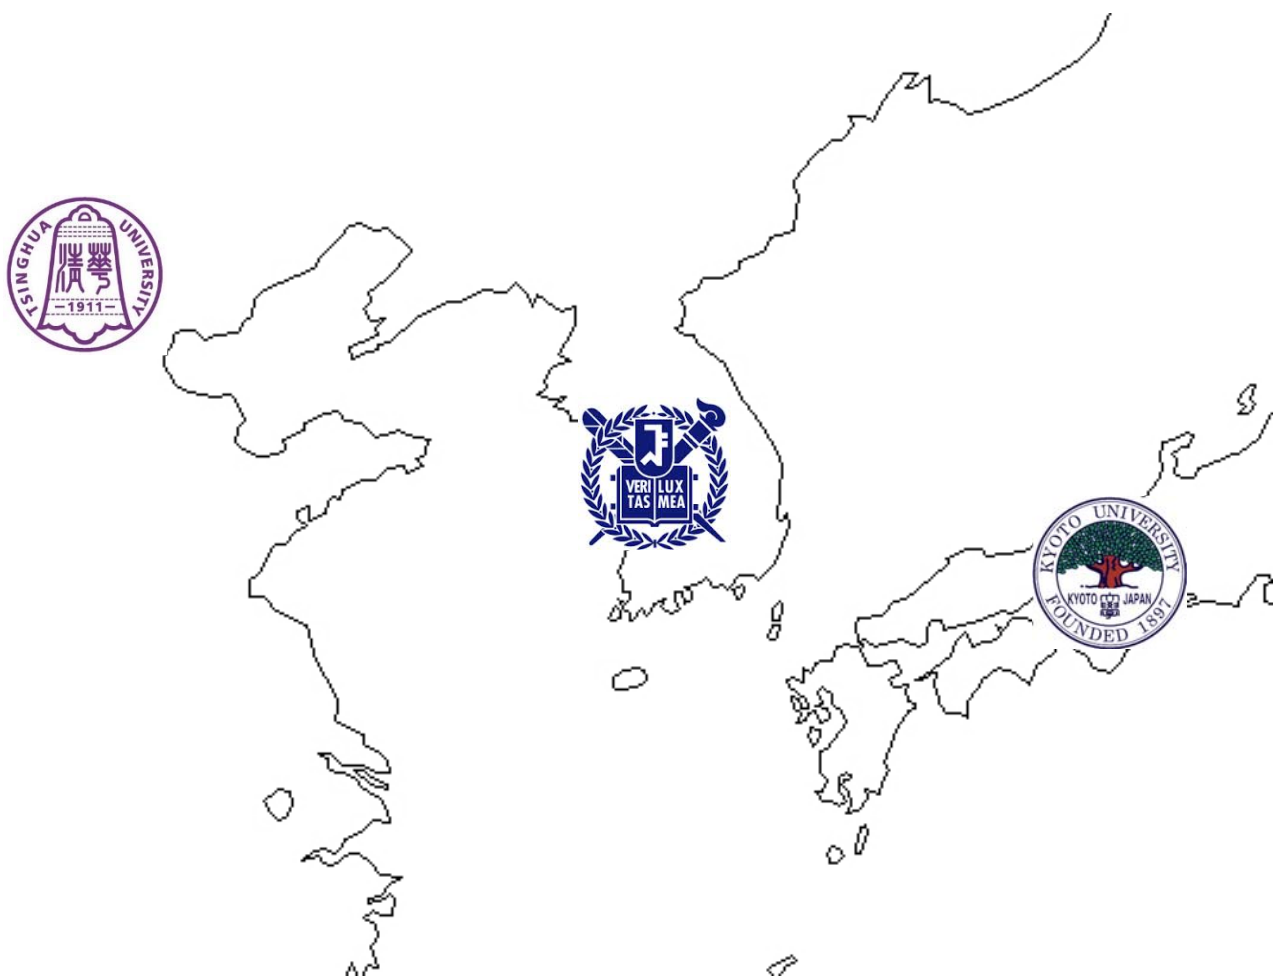 TSINGHUA UNIVERSITY
清華
-1911-
VERI LUX
TAS MEA
KYOTO UNIVERSITY
KYOTO JAPAN
FOUNDED 1897